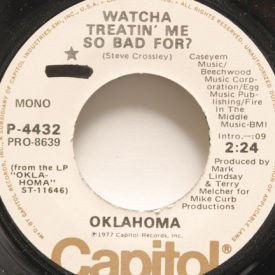 WATCHA
TREATIN' ME
SO BAD FOR?
(Steve Crossley)
MONO
P-4432
PRO-8639
(from the LP
"OKLA-
HOMA"
ST-11646)
Caseyem
Music/
Beechwood
Music Corp-
oration/Egg
Music Pub-
lishing/Fire
In The
Middle
Music-BMI
Intro.--:09
2:24
Produced by
Mark
Lindsay
& Terry
Melcher for
Mike Curb
Productions
OKLAHOMA
℗ 1977 Capitol Records, Inc.
Capitol®